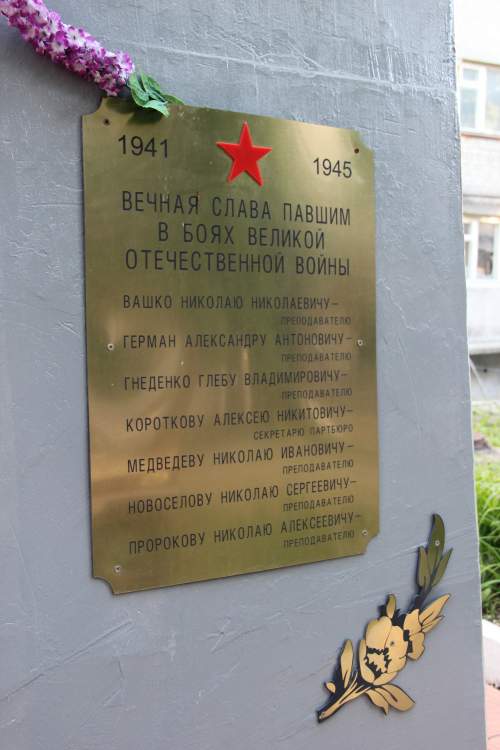 1941 1945
ВЕЧНАЯ СЛАВА ПАВШИМ
В БОЯХ ВЕЛИКОЙ
ОТЕЧЕСТВЕННОЙ ВОЙНЫ
ВАШКО НИКОЛАЮ НИКОЛАЕВИЧУ–
ПРЕПОДАВАТЕЛЮ
ГЕРМАН АЛЕКСАНДРУ АНТОНОВИЧУ–
ПРЕПОДАВАТЕЛЮ
ГНЕДЕНКО ГЛЕБУ ВЛАДИМИРОВИЧУ–
ПРЕПОДАВАТЕЛЮ
КОРОТКОВУ АЛЕКСЕЮ НИКИТОВИЧУ–
СЕКРЕТАРЮ ПАРТБЮРО
МЕДВЕДЕВУ НИКОЛАЮ ИВАНОВИЧУ–
ПРЕПОДАВАТЕЛЮ
НОВОСЕЛОВУ НИКОЛАЮ СЕРГЕЕВИЧУ–
ПРЕПОДАВАТЕЛЮ
ПРОРОКОВУ НИКОЛАЮ АЛЕКСЕЕВИЧУ–
ПРЕПОДАВАТЕЛЮ